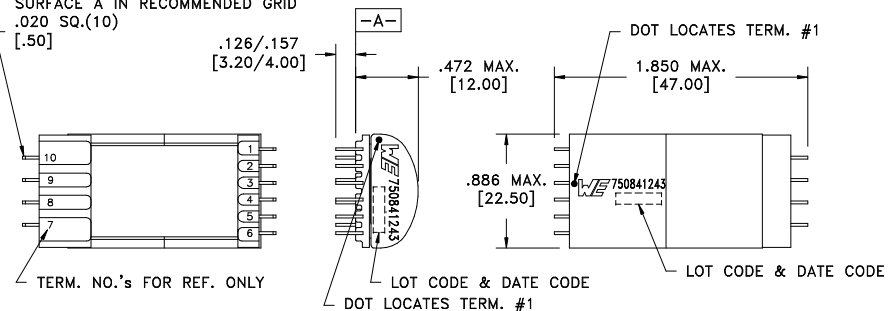 SURFACE A IN RECOMMENDED GRID
.020 SQ.(10)
[.50]
-A-
.126/.157
[3.20/4.00]
.472 MAX.
[12.00]
DOT LOCATES TERM. #1
1.850 MAX.
[47.00]
10
9
8
7
1
2
3
4
5
6
WE 750841243
.886 MAX.
[22.50]
WE 750841243
TERM. NO.'s FOR REF. ONLY
LOT CODE & DATE CODE
DOT LOCATES TERM. #1
LOT CODE & DATE CODE